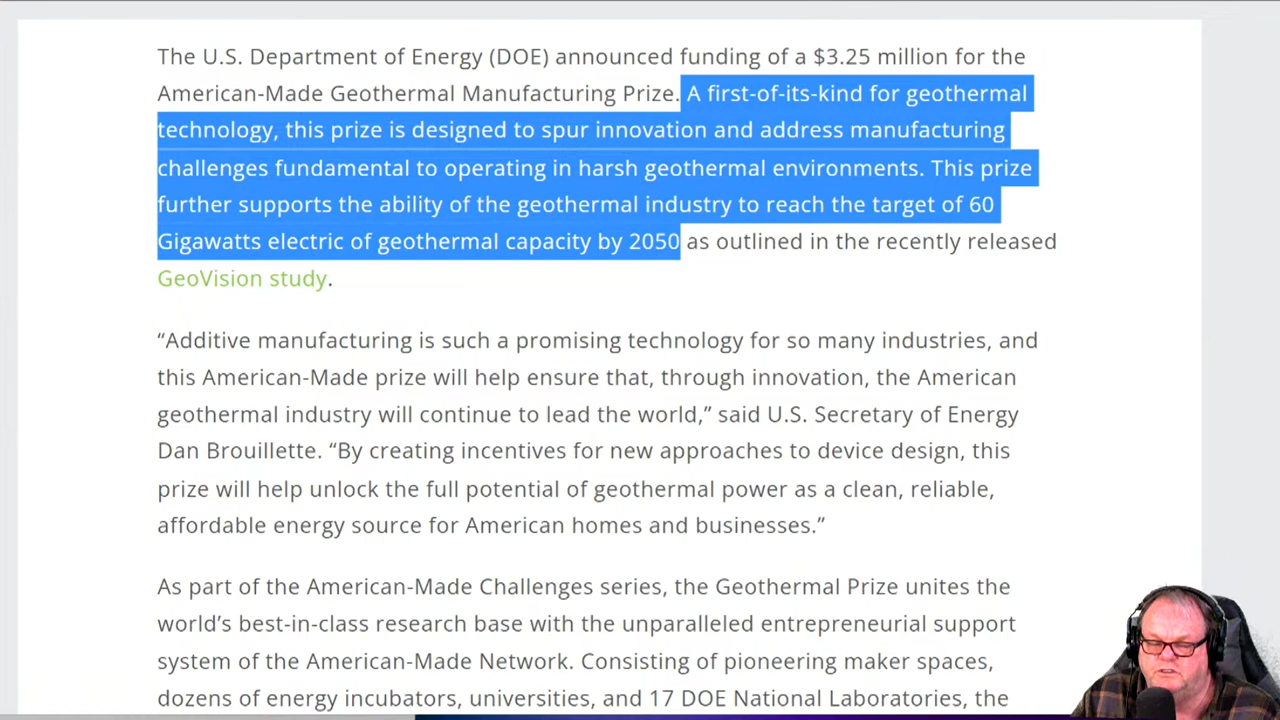 The U.S. Department of Energy (DOE) announced funding of a $3.25 million for the
American-Made Geothermal Manufacturing Prize. A first-of-its-kind for geothermal
technology, this prize is designed to spur innovation and address manufacturing
challenges fundamental to operating in harsh geothermal environments. This prize
further supports the ability of the geothermal industry to reach the target of 60
Gigawatts electric of geothermal capacity by 2050 as outlined in the recently released
GeoVision study.
“Additive manufacturing is such a promising technology for so many industries, and
this American-Made prize will help ensure that, through innovation, the American
geothermal industry will continue to lead the world,” said U.S. Secretary of Energy
Dan Brouillette. “By creating incentives for new approaches to device design, this
prize will help unlock the full potential of geothermal power as a clean, reliable,
affordable energy source for American homes and businesses.”
As part of the American-Made Challenges series, the Geothermal Prize unites the
world’s best-in-class research base with the unparalleled entrepreneurial support
system of the American-Made Network. Consisting of pioneering maker spaces,
dozens of energy incubators, universities, and 17 DOE National Laboratories, the